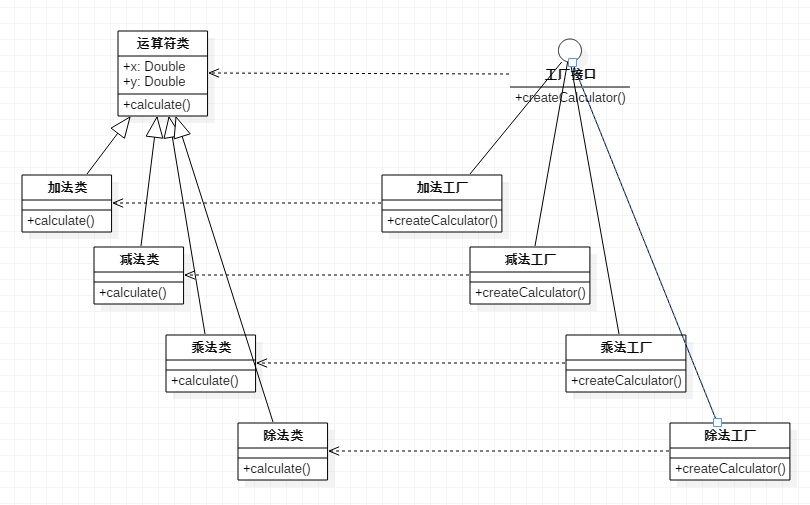 运算符类
+x: Double
+y: Double
+calculate()
工厂接口
+createCalculator()
加法类
+calculate()
加法工厂
+createCalculator()
减法类
+calculate()
减法工厂
+createCalculator()
乘法类
+calculate()
乘法工厂
+createCalculator()
除法类
+calculate()
除法工厂
+createCalculator()